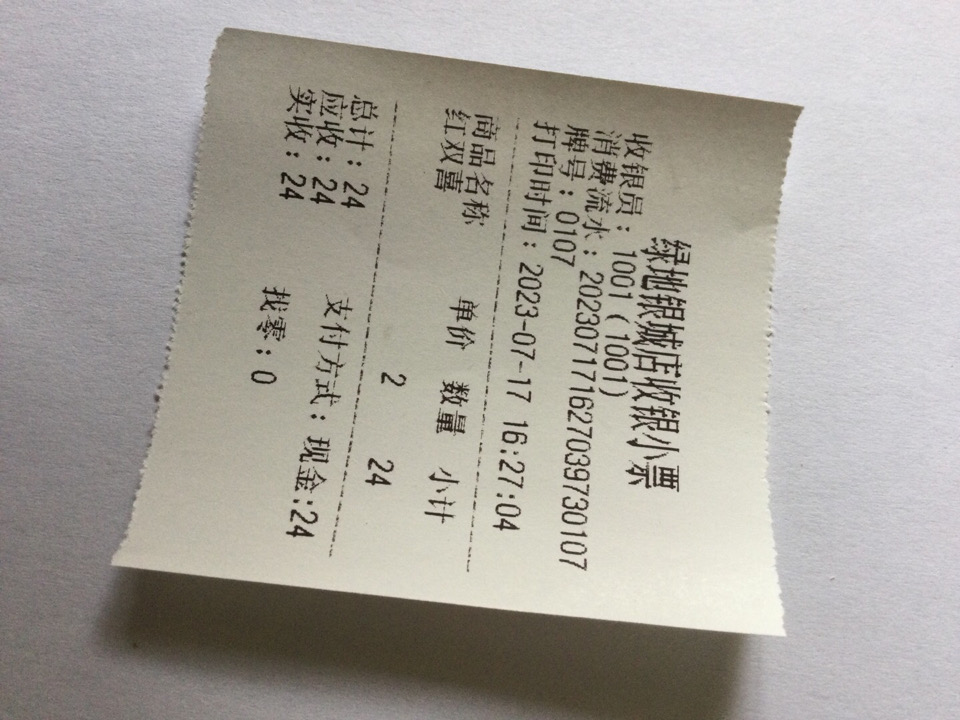 绿地银城店收银小票
收银员：1001（1001）
消费流水：20230717162703973​0107
牌号：0107
打印时间：2023-07-17 16:27:04
商品名称 单价 数量 小计
红双喜 2 24
总计：24
应收：24 支付方式：现金:24
实收：24 找零：0